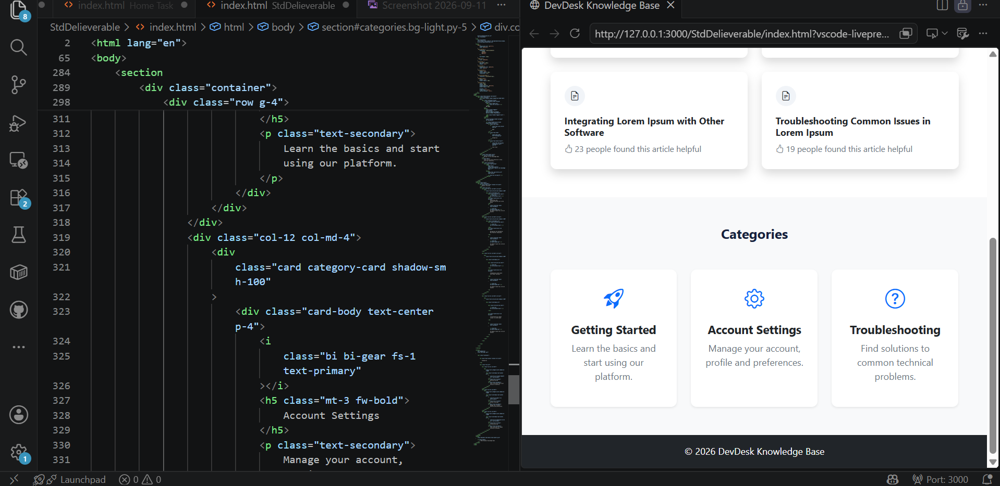 index.html Home Task
index.html StdDelieverable
Screenshot 2026-09-11
DevDesk Knowledge Base
8
StdDelieverable > index.html > html > body > section#categories.bg-light.py-5 > div.co
http://127.0.0.1:3000/StdDelieverable/index.html?vscode-livepre...
2 <html lang="en">
65 <body>
284 <section
289 <div class="container">
298 <div class="row g-4">
311 </h5>
312 <p class="text-secondary">
313 Learn the basics and start
314 using our platform.
315 </p>
316 </div>
317 </div>
318 </div>
319 <div class="col-12 col-md-4">
320 <div
321 class="card category-card shadow-sm
h-100"
322 >
323 <div class="card-body text-center
p-4">
324 <i
325 class="bi bi-gear fs-1
text-primary"
326 ></i>
327 <h5 class="mt-3 fw-bold">
328 Account Settings
329 </h5>
330 <p class="text-secondary">
331 Manage your account,
2
1
Integrating Lorem Ipsum with Other
Software
23 people found this article helpful
Troubleshooting Common Issues in
Lorem Ipsum
19 people found this article helpful
Categories
Getting Started
Learn the basics and
start using our
platform.
Account Settings
Manage your account,
profile and preferences.
Troubleshooting
Find solutions to
common technical
problems.
© 2026 DevDesk Knowledge Base
Launchpad
0
0
Port: 3000